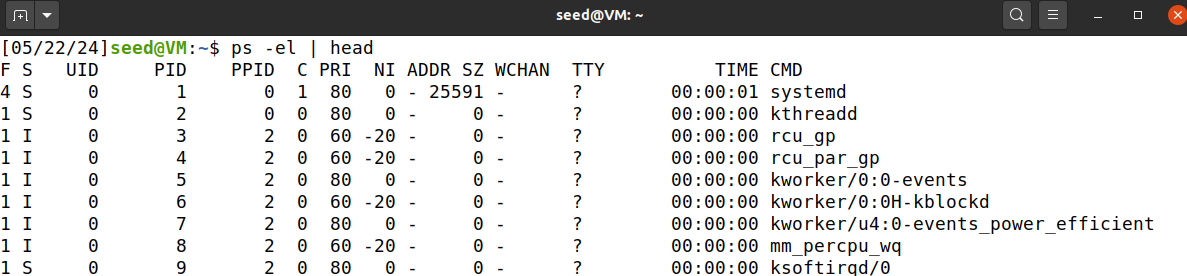 seed@VM: ~
[05/22/24]seed@VM:~$ ps -el | head
F S   UID     PID    PPID  C PRI  NI ADDR SZ WCHAN  TTY          TIME CMD
4 S     0       1       0  1  80   0 - 25591 -      ?        00:00:01 systemd
1 S     0       2       0  0  80   0 -     0 -      ?        00:00:00 kthreadd
1 I     0       3       2  0  60 -20 -     0 -      ?        00:00:00 rcu_gp
1 I     0       4       2  0  60 -20 -     0 -      ?        00:00:00 rcu_par_gp
1 I     0       5       2  0  80   0 -     0 -      ?        00:00:00 kworker/0:0-events
1 I     0       6       2  0  60 -20 -     0 -      ?        00:00:00 kworker/0:0H-kblockd
1 I     0       7       2  0  80   0 -     0 -      ?        00:00:00 kworker/u4:0-events_power_efficient
1 I     0       8       2  0  60 -20 -     0 -      ?        00:00:00 mm_percpu_wq
1 S     0       9       2  0  80   0 -     0 -      ?        00:00:00 ksoftirqd/0